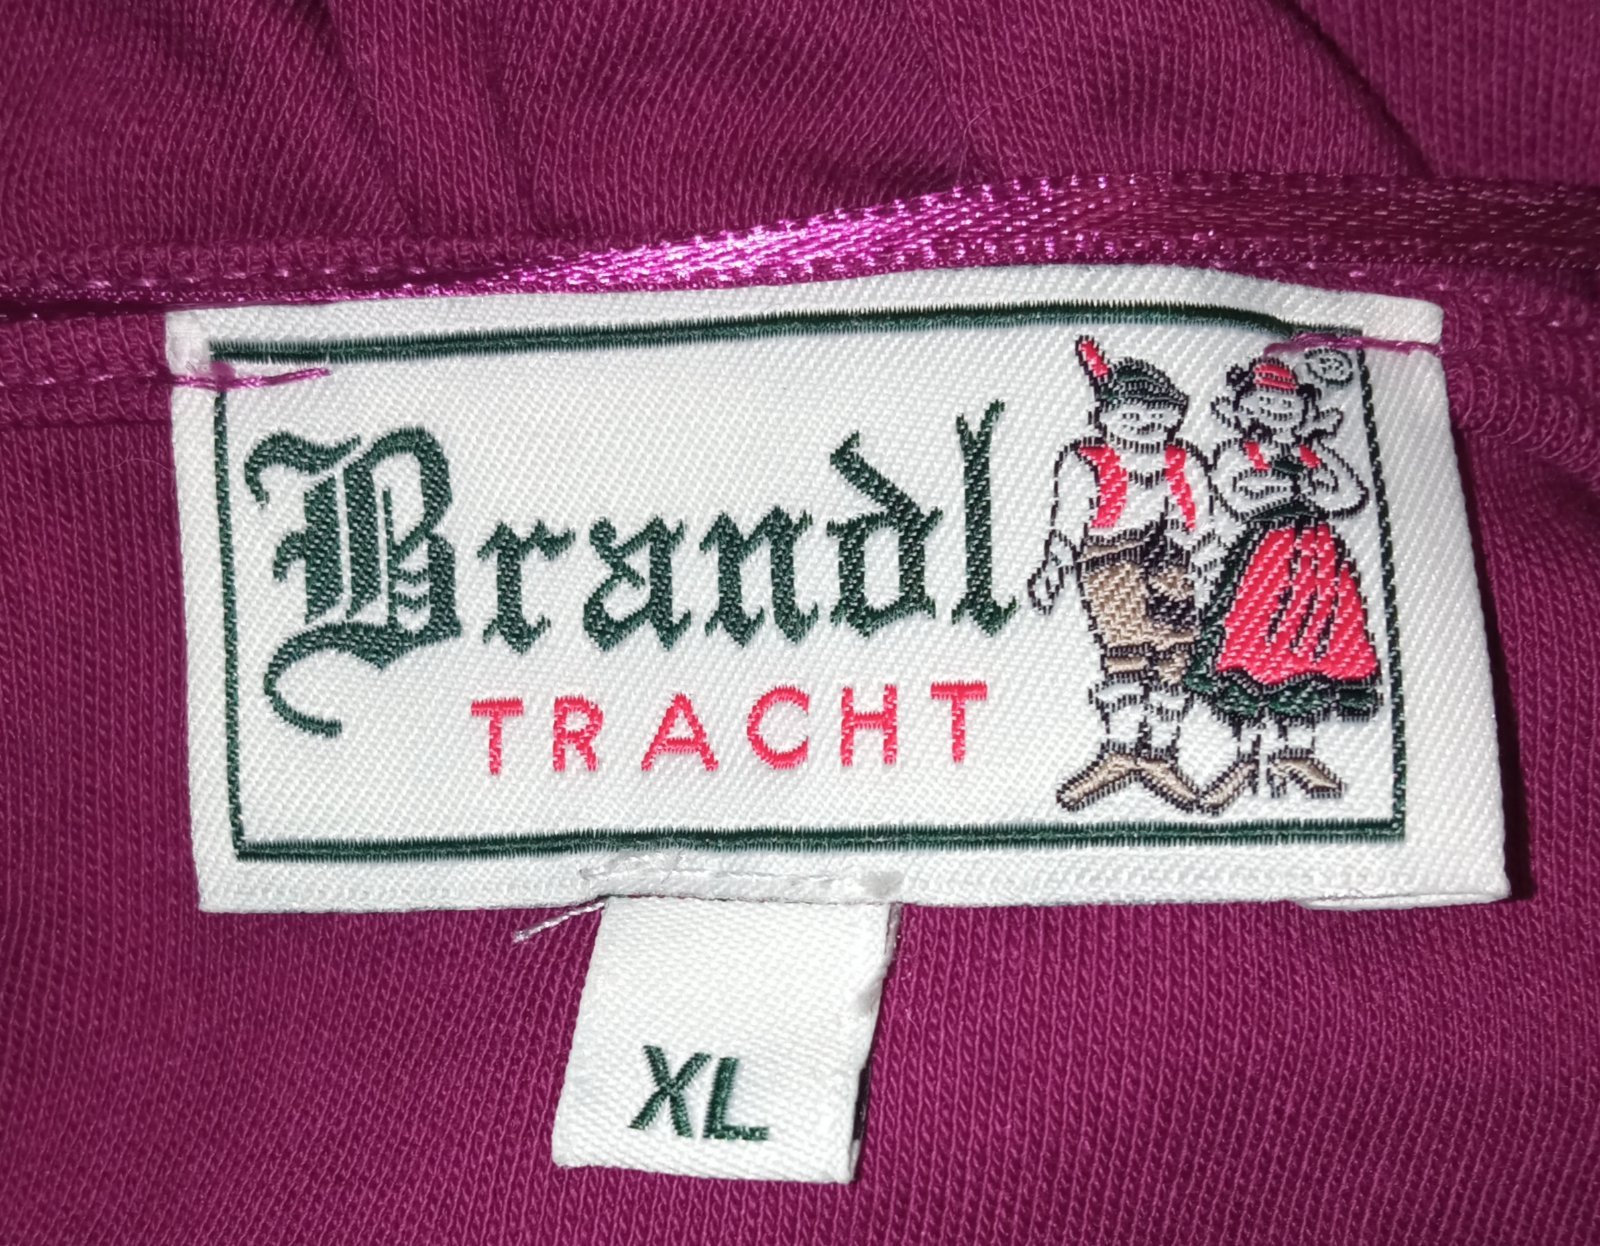 Brandl
®
TRACHT
XL